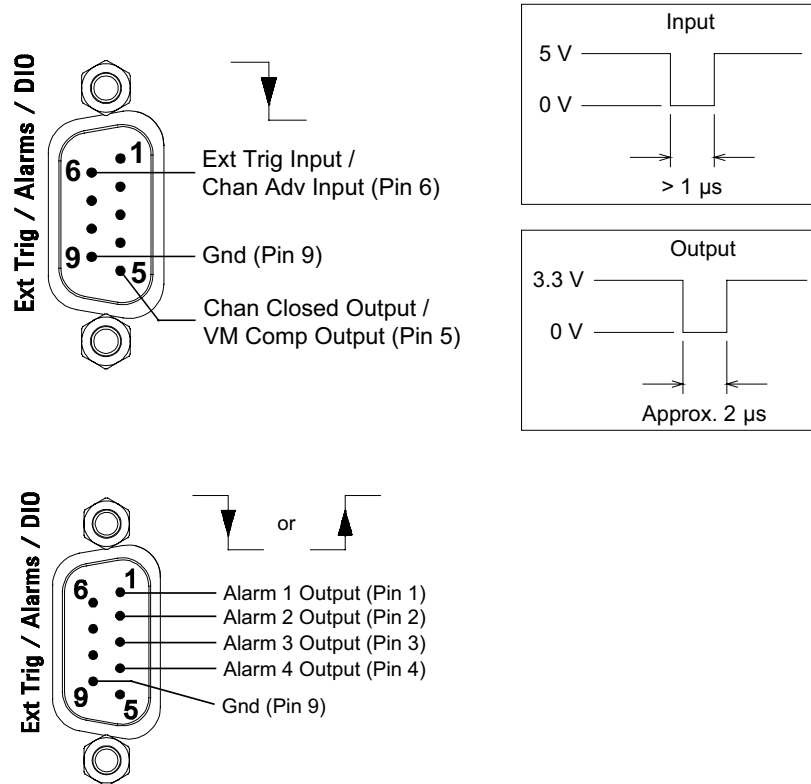 Ext Trig / Alarms / DIO
1
6
9
5
Ext Trig Input /
Chan Adv Input (Pin 6)
Gnd (Pin 9)
Chan Closed Output /
VM Comp Output (Pin 5)
Input
5 V
0 V
> 1 µs
Output
3.3 V
0 V
Approx. 2 µs
Ext Trig / Alarms / DIO
or
1
6
9
5
Alarm 1 Output (Pin 1)
Alarm 2 Output (Pin 2)
Alarm 3 Output (Pin 3)
Alarm 4 Output (Pin 4)
Gnd (Pin 9)